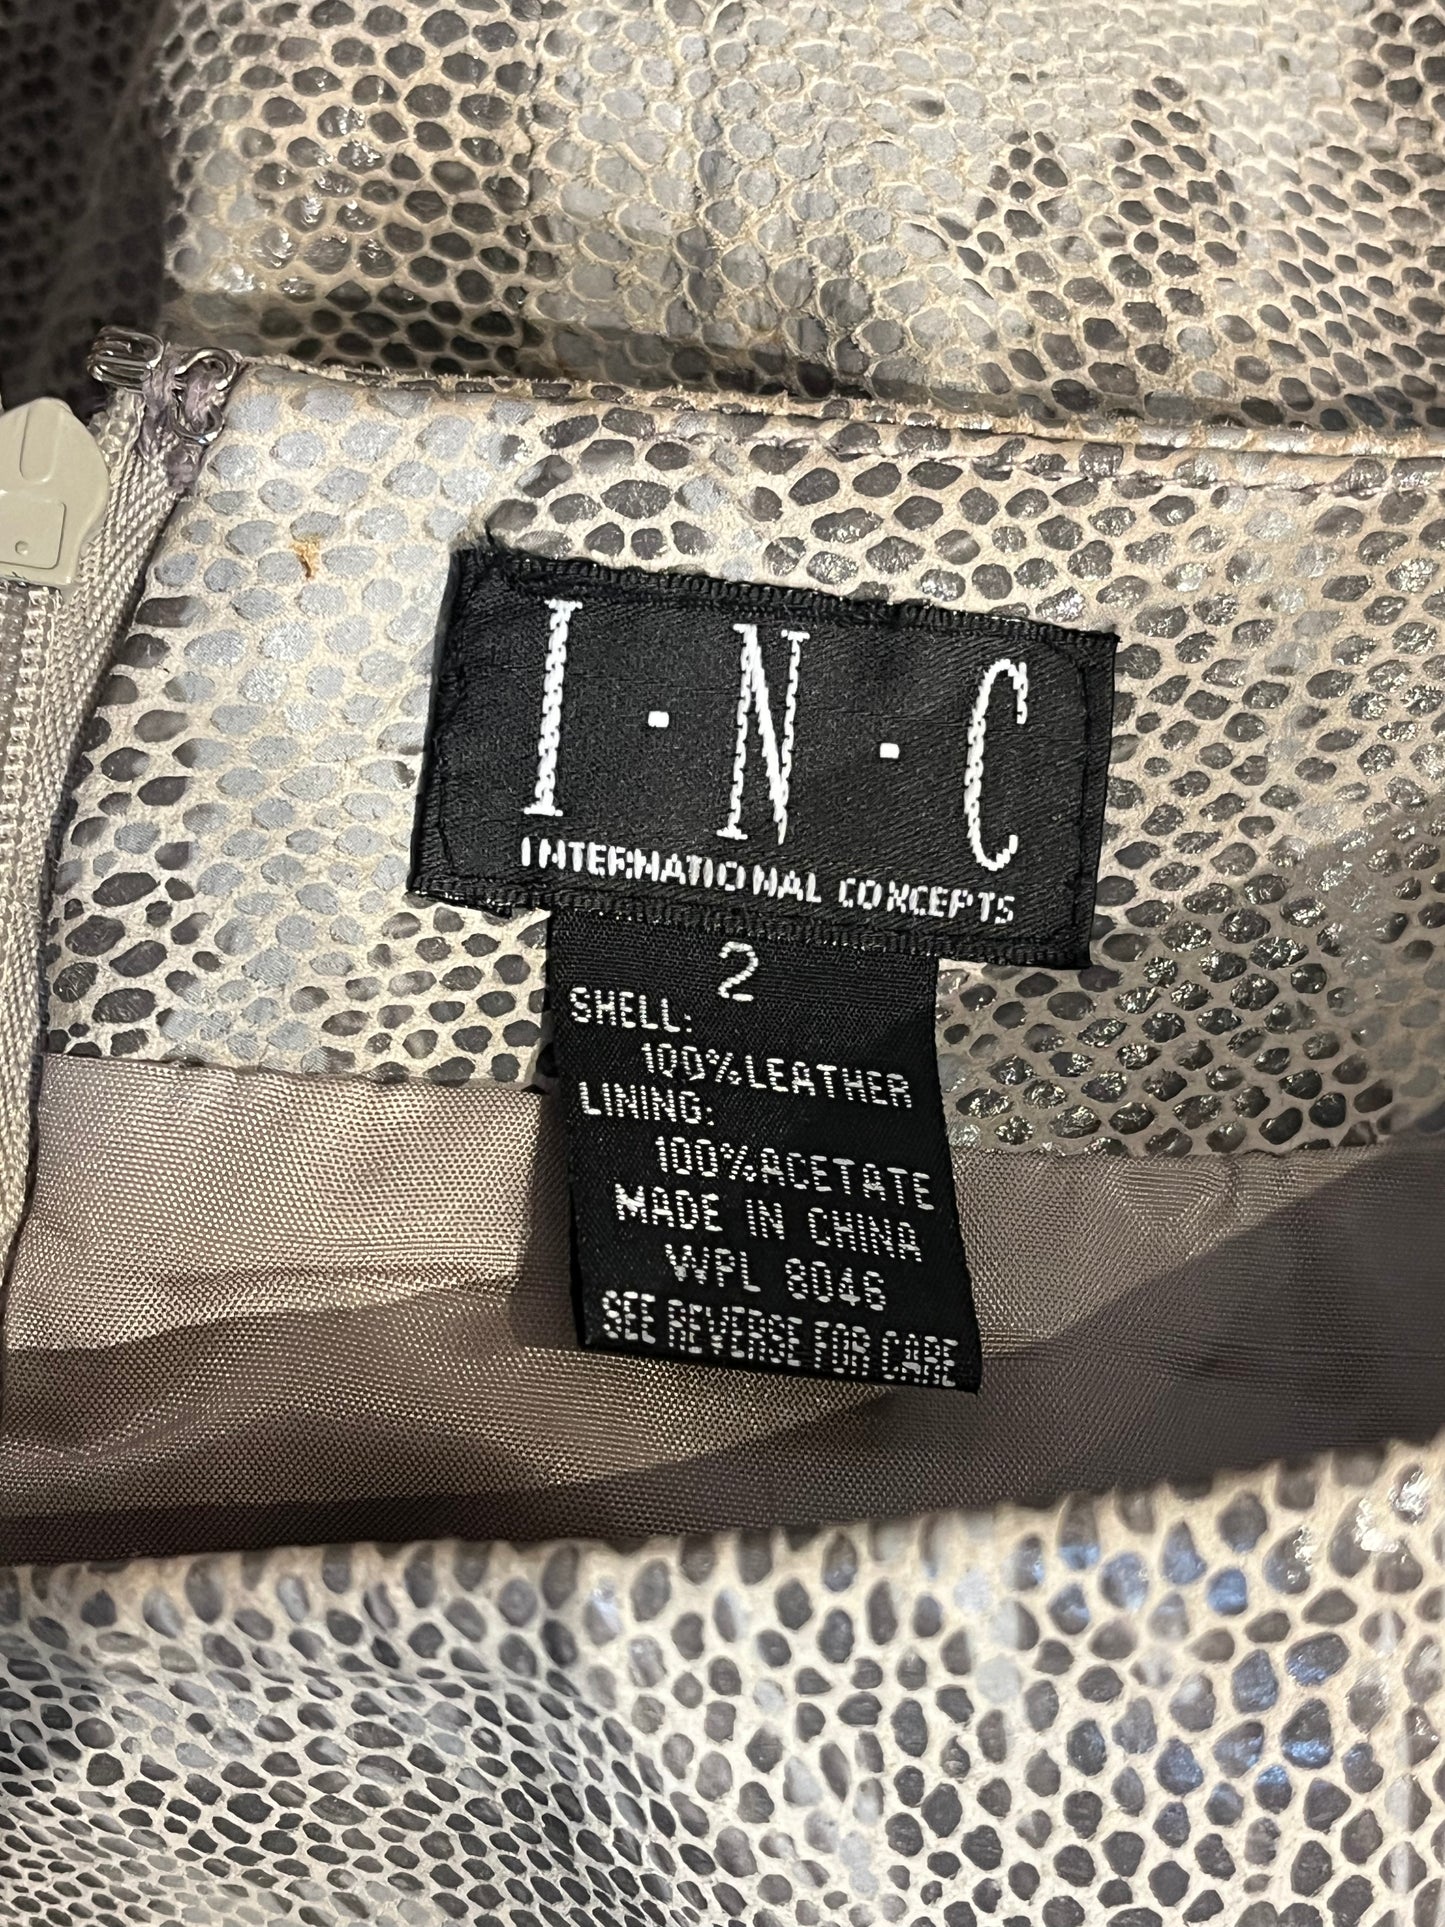 I·N·C
INTERNATIONAL CONCEPTS
2
SHELL:
100%LEATHER
LINING:
100%ACETATE
MADE IN CHINA
WPL 8046
SEE REVERSE FOR CARE